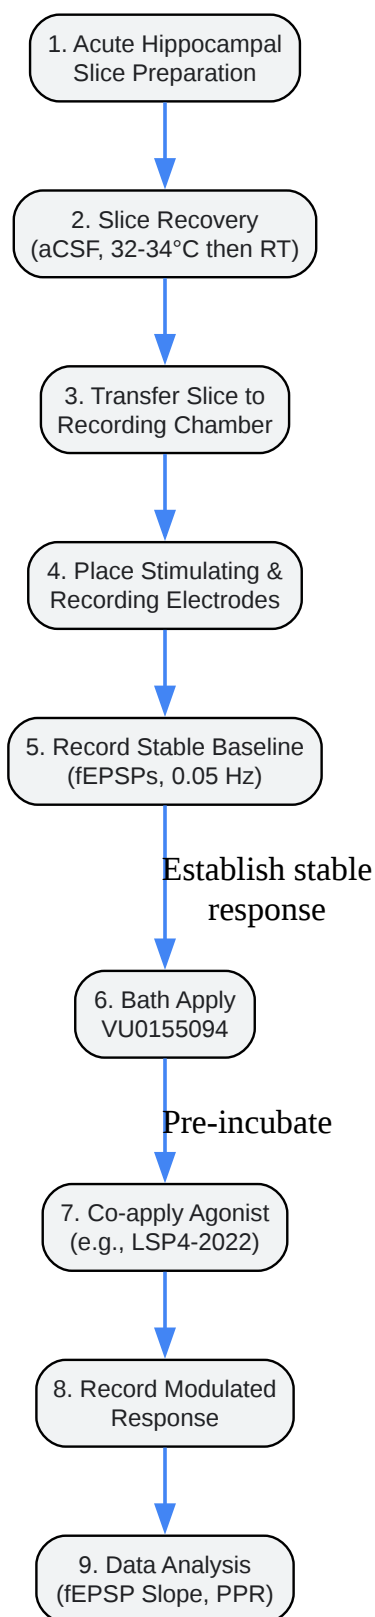 1. Acute Hippocampal
Slice Preparation
2. Slice Recovery
(aCSF, 32-34°C then RT)
3. Transfer Slice to
Recording Chamber
4. Place Stimulating &
Recording Electrodes
5. Record Stable Baseline
(fEPSPs, 0.05 Hz)
Establish stable
response
6. Bath Apply
VU0155094
Pre-incubate
7. Co-apply Agonist
(e.g., LSP4-2022)
8. Record Modulated
Response
9. Data Analysis
(fEPSP Slope, PPR)